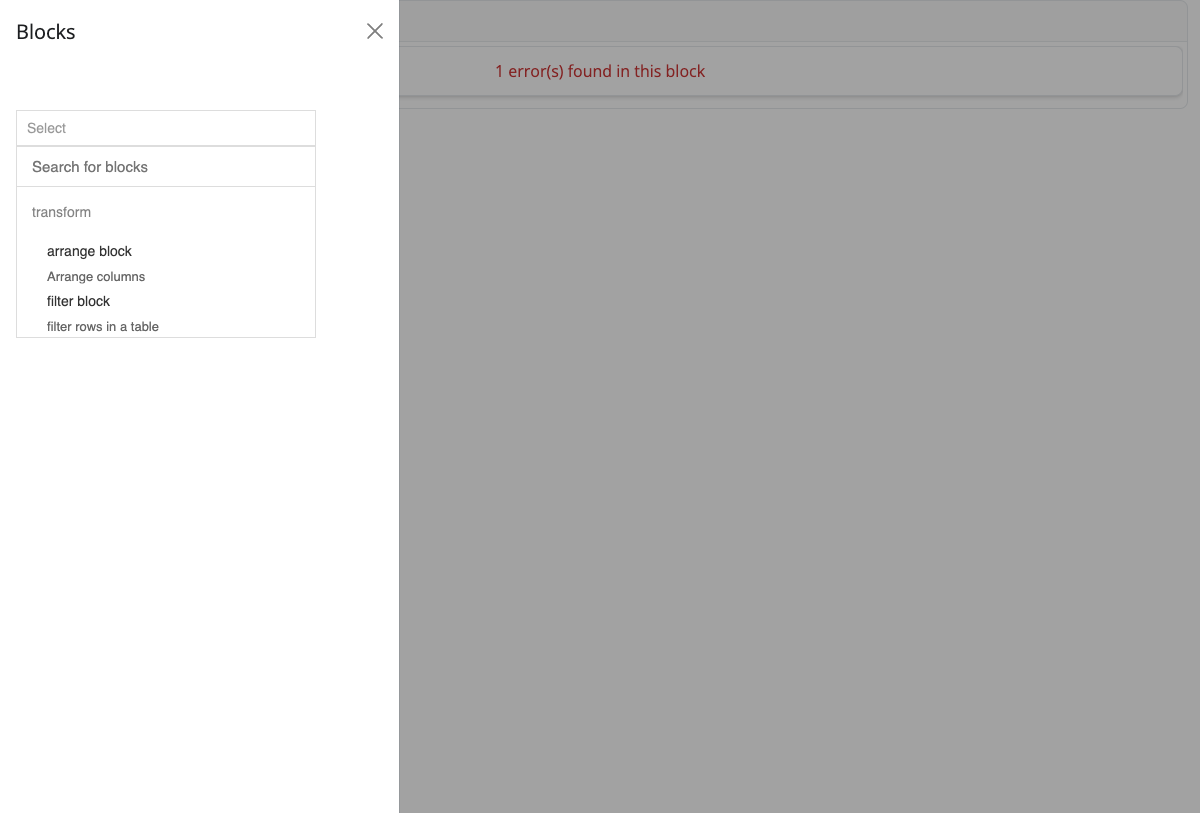 Blocks
1 error(s) found in this block
Select
Search for blocks
transform
arrange block
Arrange columns
filter block
filter rows in a table